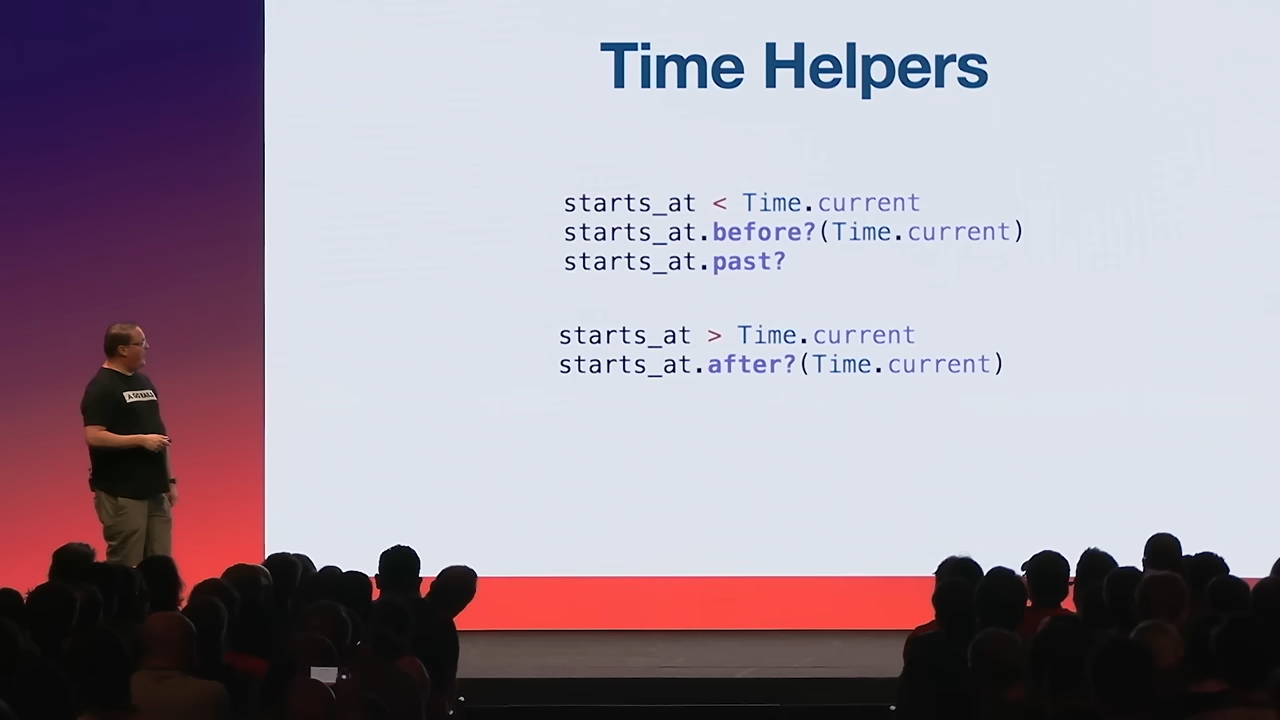 Time Helpers
starts_at < Time.current
starts_at.before?(Time.current)
starts_at.past?
starts_at > Time.current
starts_at.after?(Time.current)